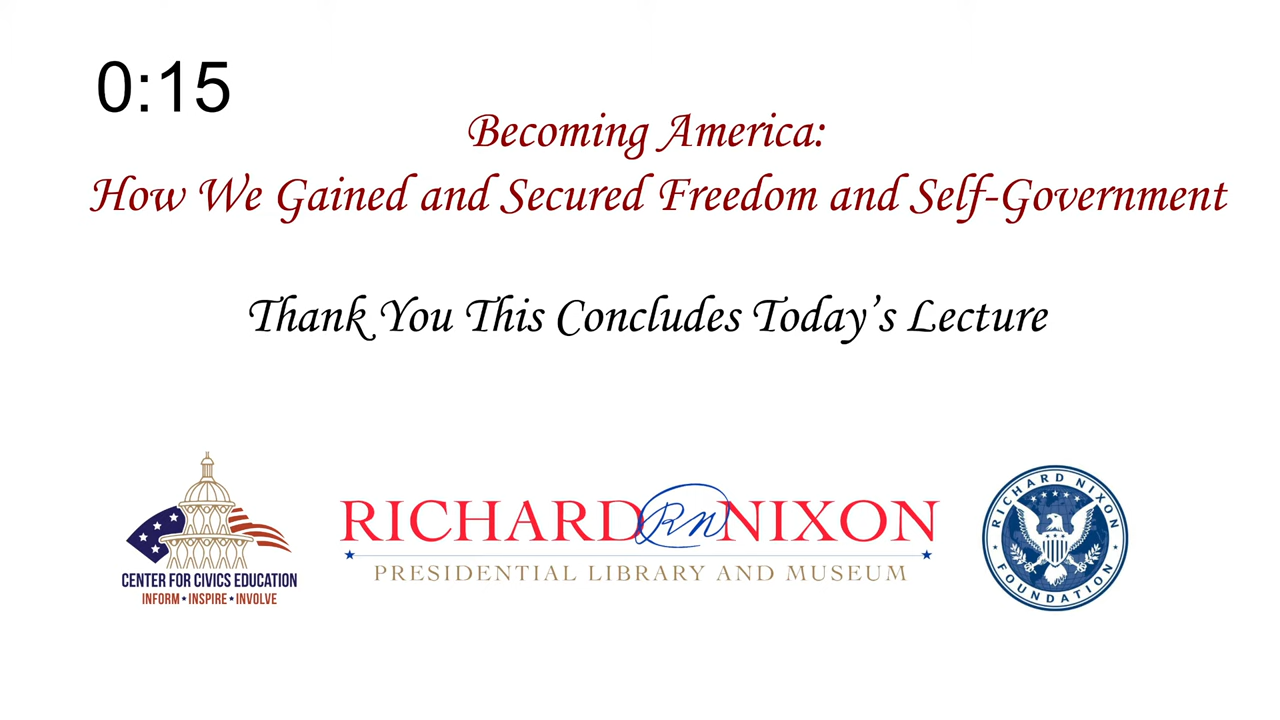 0:15
Becoming America:
How We Gained and Secured Freedom and Self-Government
Thank You This Concludes Today's Lecture
CENTER FOR CIVICS EDUCATION
INFORM ★ INSPIRE ★ INVOLVE
RICHARD RN NIXON
PRESIDENTIAL LIBRARY AND MUSEUM
RICHARD NIXON
FOUNDATION